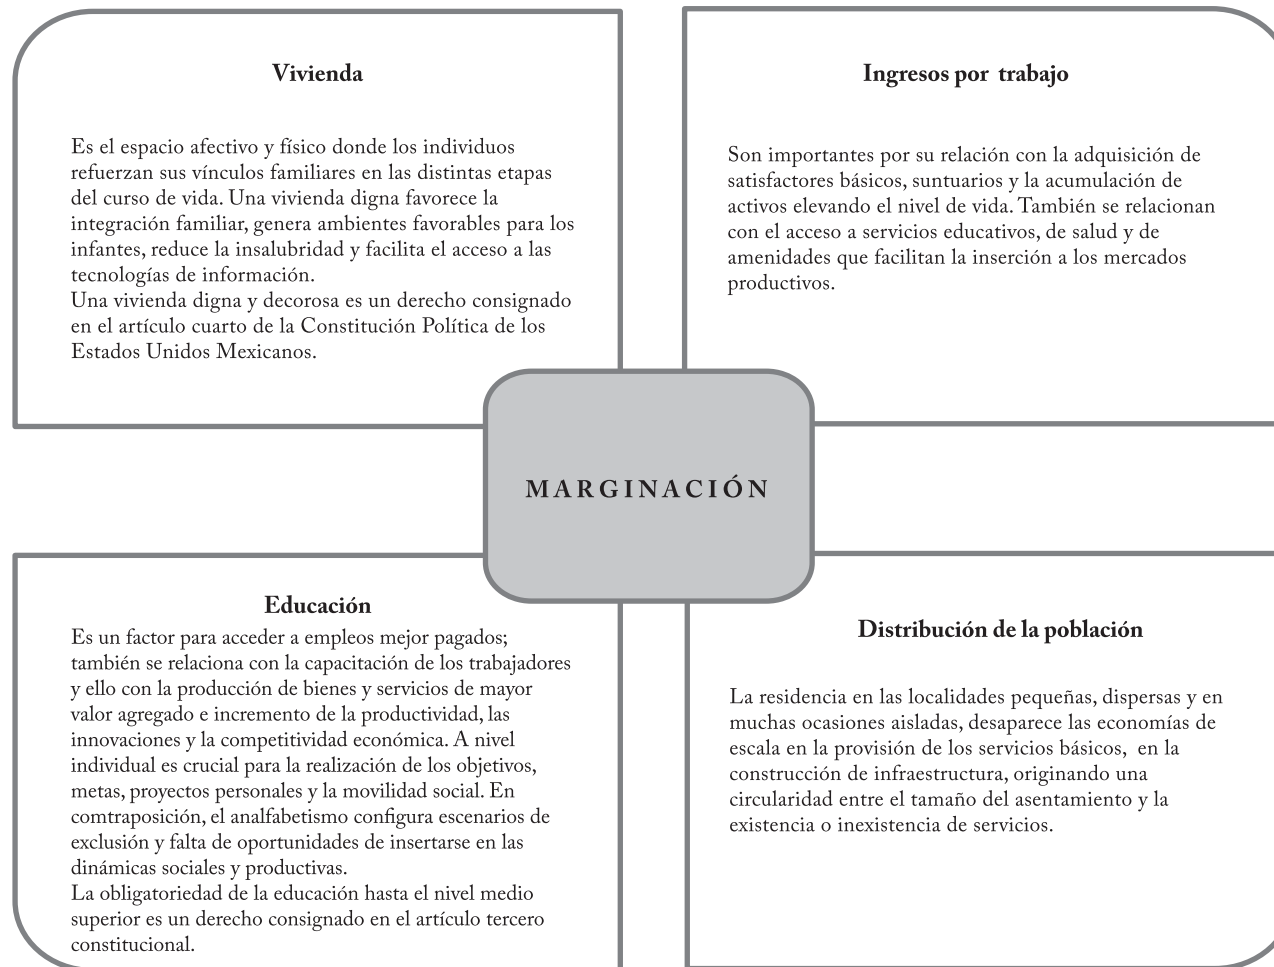 Vivienda
Es el espacio afectivo y físico donde los individuos
refuerzan sus vínculos familiares en las distintas etapas
del curso de vida. Una vivienda digna favorece la
integración familiar, genera ambientes favorables para los
infantes, reduce la insalubridad y facilita el acceso a las
tecnologías de información.
Una vivienda digna y decorosa es un derecho consignado
en el artículo cuarto de la Constitución Política de los
Estados Unidos Mexicanos.
Ingresos por trabajo
Son importantes por su relación con la adquisición de
satisfactores básicos, suntuarios y la acumulación de
activos elevando el nivel de vida. También se relacionan
con el acceso a servicios educativos, de salud y de
amenidades que facilitan la inserción a los mercados
productivos.
MARGINACIÓN
Educación
Es un factor para acceder a empleos mejor pagados;
también se relaciona con la capacitación de los trabajadores
y ello con la producción de bienes y servicios de mayor
valor agregado e incremento de la productividad, las
innovaciones y la competitividad económica. A nivel
individual es crucial para la realización de los objetivos,
metas, proyectos personales y la movilidad social. En
comtraposición, el analfabetismo configura escenarios de
exclusión y falta de oportunidades de insertarse en las
dinámicas sociales y productivas.
La obligatoriedad de la educación hasta el nivel medio
superior es un derecho consignado en el artículo tercero
constitucional.
Distribución de la población
La residencia en las localidades pequeñas, dispersas y en
muchas ocasiones aisladas, desaparece las economías de
escala en la provisión de los servicios básicos, en la
construcción de infraestructura, originando una
circularidad entre el tamaño del asentamiento y la
existencia o inexistencia de servicios.